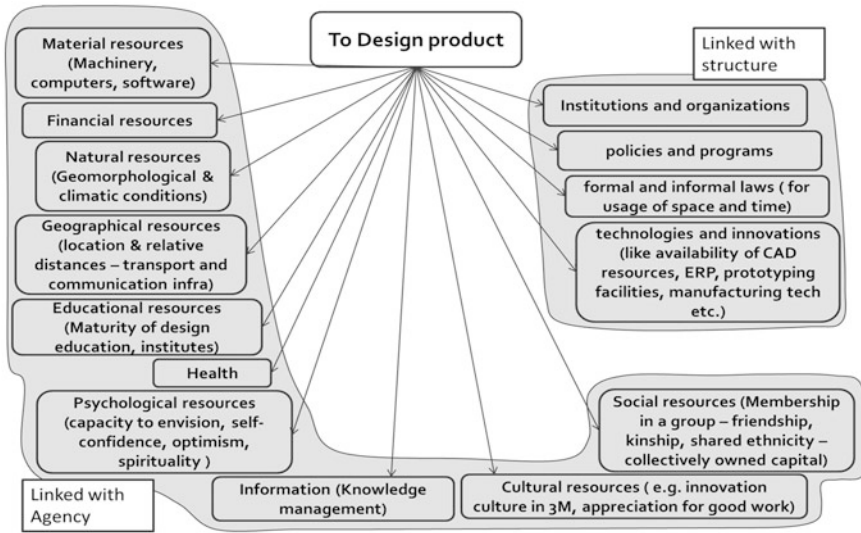 To Design product
Linked with
structure
Material resources
(Machinery,
computers, software)
Financial resources
Natural resources
(Geomorphological &
climatic conditions)
Geographical resources
(location & relative
distances – transport and
communication infra)
Educational resources
(Maturity of design
education, institutes)
Health
Psychological resources
(capacity to envision, self-
confidence, optimism,
spirituality )
Linked with
Agency
Information (Knowledge
management)
Cultural resources ( e.g. innovation
culture in 3M, appreciation for good work)
Social resources (Membership
in a group – friendship,
kinship, shared ethnicity –
collectively owned capital)
Institutions and organizations
policies and programs
formal and informal laws ( for
usage of space and time)
technologies and innovations
(like availability of CAD
resources, ERP, prototyping
facilities, manufacturing tech
etc.)